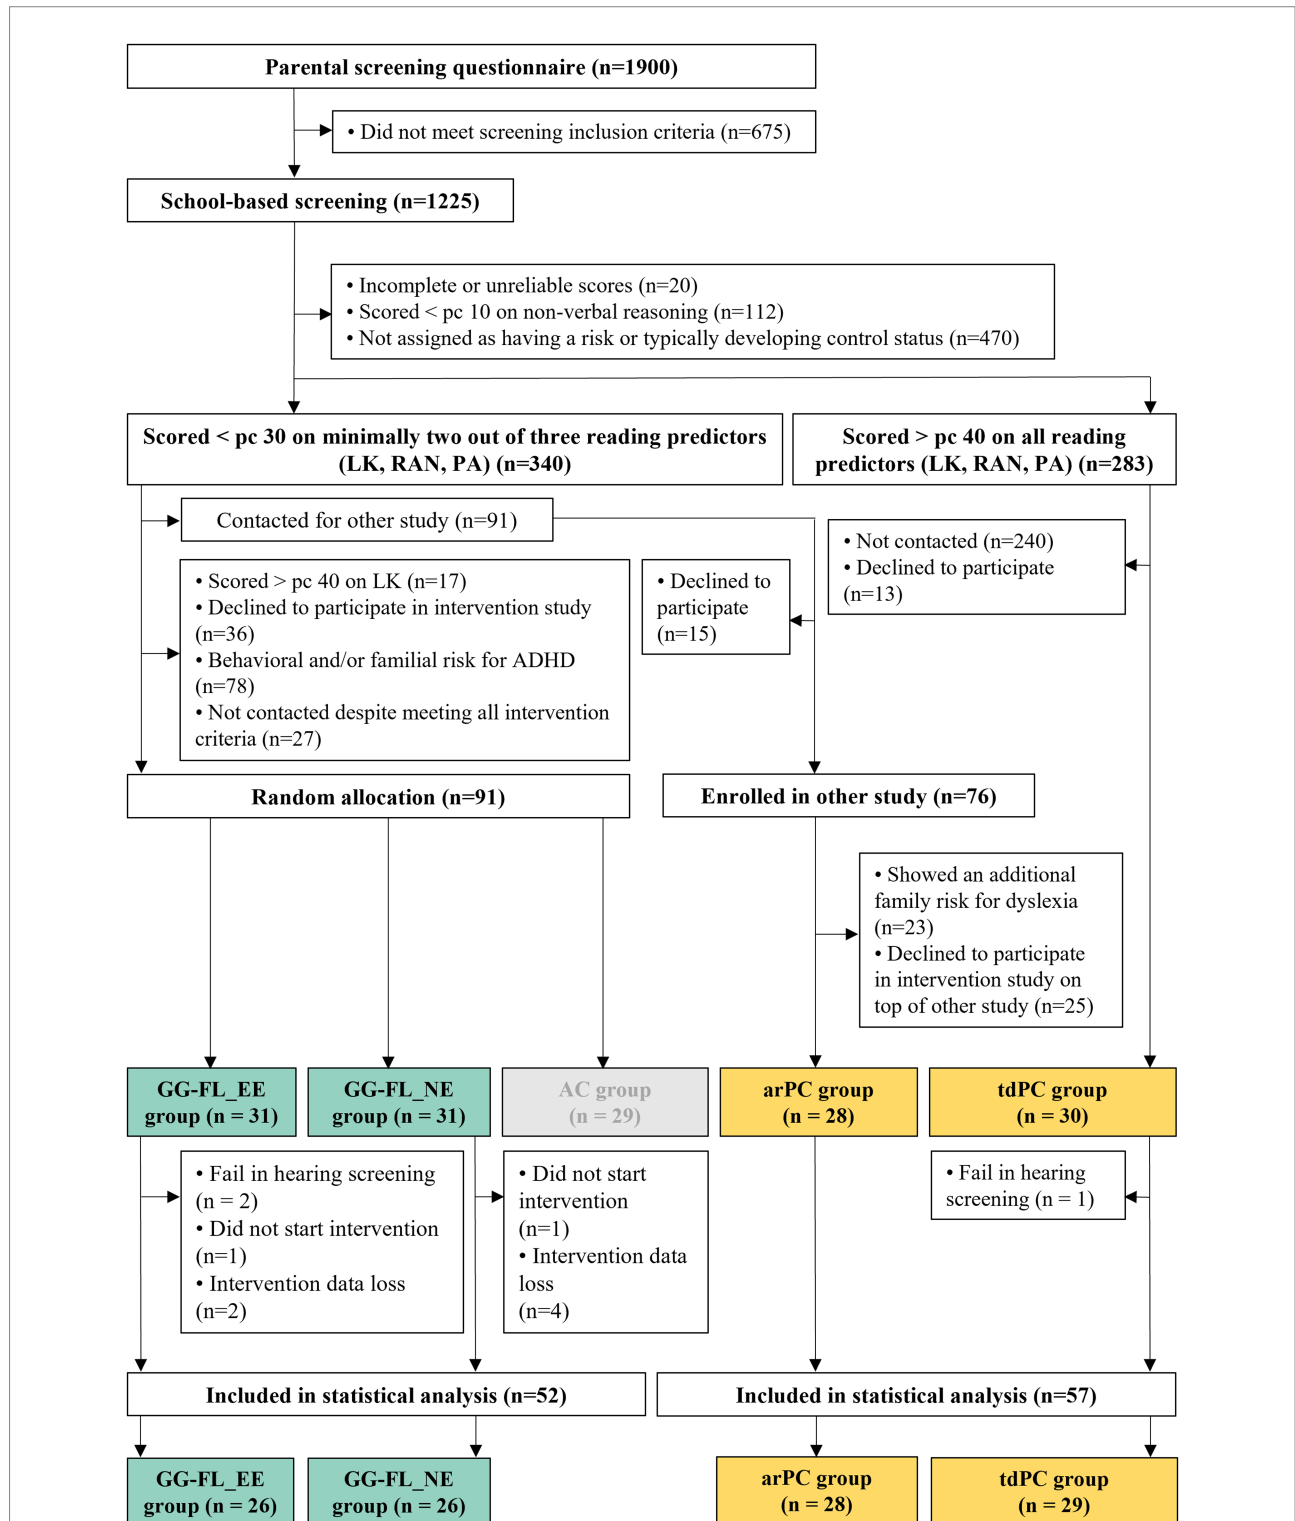 Parental screening questionnaire (n=1900)
• Did not meet screening inclusion criteria (n=675)
School-based screening (n=1225)
• Incomplete or unreliable scores (n=20)
• Scored < pc 10 on non-verbal reasoning (n=112)
• Not assigned as having a risk or typically developing control status (n=470)
Scored < pc 30 on minimally two out of three reading predictors
(LK, RAN, PA) (n=340)
Scored > pc 40 on all reading
predictors (LK, RAN, PA) (n=283)
Contacted for other study (n=91)
• Not contacted (n=240)
• Declined to participate
(n=13)
• Scored > pc 40 on LK (n=17)
• Declined to participate in intervention study
(n=36)
• Behavioral and/or familial risk for ADHD
(n=78)
• Not contacted despite meeting all intervention
criteria (n=27)
• Declined to
participate
(n=15)
Random allocation (n=91)
Enrolled in other study (n=76)
• Showed an additional
family risk for dyslexia
(n=23)
• Declined to participate
in intervention study on
top of other study (n=25)
GG-FL_EE
group (n = 31)
GG-FL_NE
group (n = 31)
AC group
(n = 29)
arPC group
(n = 28)
tdPC group
(n = 30)
• Fail in hearing screening
(n = 2)
• Did not start intervention
(n=1)
• Intervention data loss
(n=2)
• Did not start
intervention
(n=1)
• Intervention data
loss
(n=4)
• Fail in hearing
screening (n = 1)
Included in statistical analysis (n=52)
Included in statistical analysis (n=57)
GG-FL_EE
group (n = 26)
GG-FL_NE
group (n = 26)
arPC group
(n = 28)
tdPC group
(n = 29)